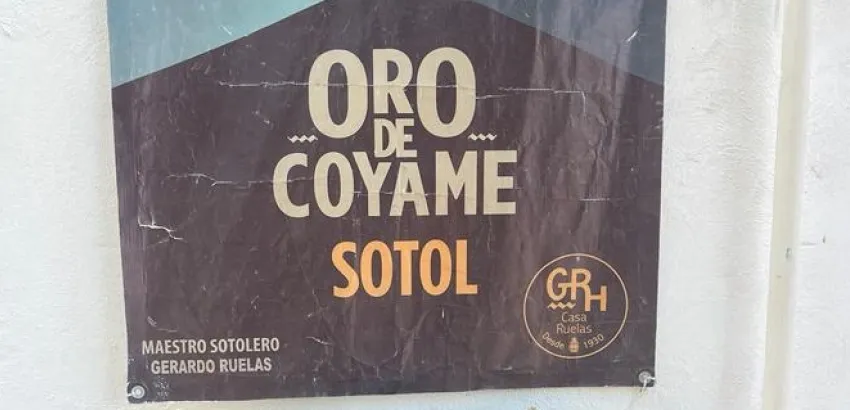 ORO
DE
COYAME
SOTOL
MAESTRO SOTOLERO
GERARDO RUELAS
GRH
Casa
Ruelas
Desde 1930